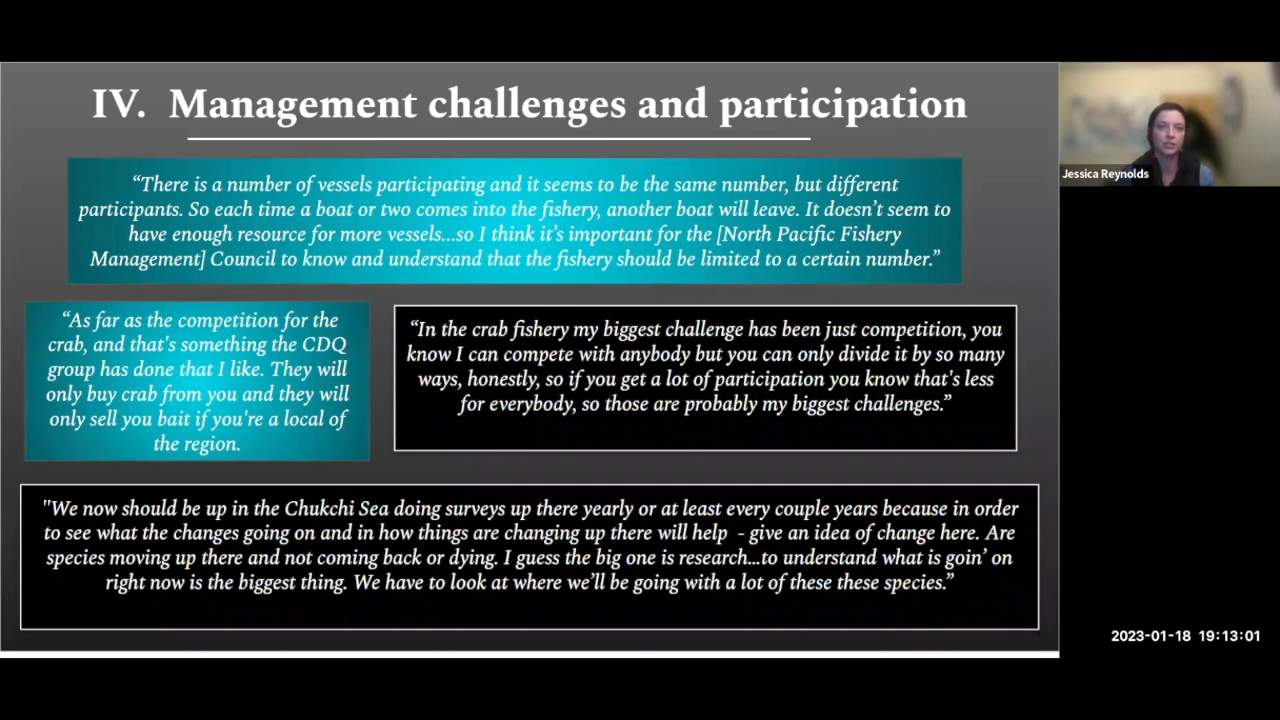 IV. Management challenges and participation
“There is a number of vessels participating and it seems to be the same number, but different
participants. So each time a boat or two comes into the fishery, another boat will leave. It doesn’t seem to
have enough resource for more vessels...so I think it’s important for the [North Pacific Fishery
Management] Council to know and understand that the fishery should be limited to a certain number.”
“As far as the competition for the
crab, and that's something the CDQ
group has done that I like. They will
only buy crab from you and they will
only sell you bait if you're a local of
the region.
“In the crab fishery my biggest challenge has been just competition, you
know I can compete with anybody but you can only divide it by so many
ways, honestly, so if you get a lot of participation you know that's less
for everybody, so those are probably my biggest challenges.”
"We now should be up in the Chukchi Sea doing surveys up there yearly or at least every couple years because in order
to see what the changes going on and in how things are changing up there will help - give an idea of change here. Are
species moving up there and not coming back or dying. I guess the big one is research...to understand what is goin’ on
right now is the biggest thing. We have to look at where we’ll be going with a lot of these these species.”
Jessica Reynolds
2023-01-18 19:13:01